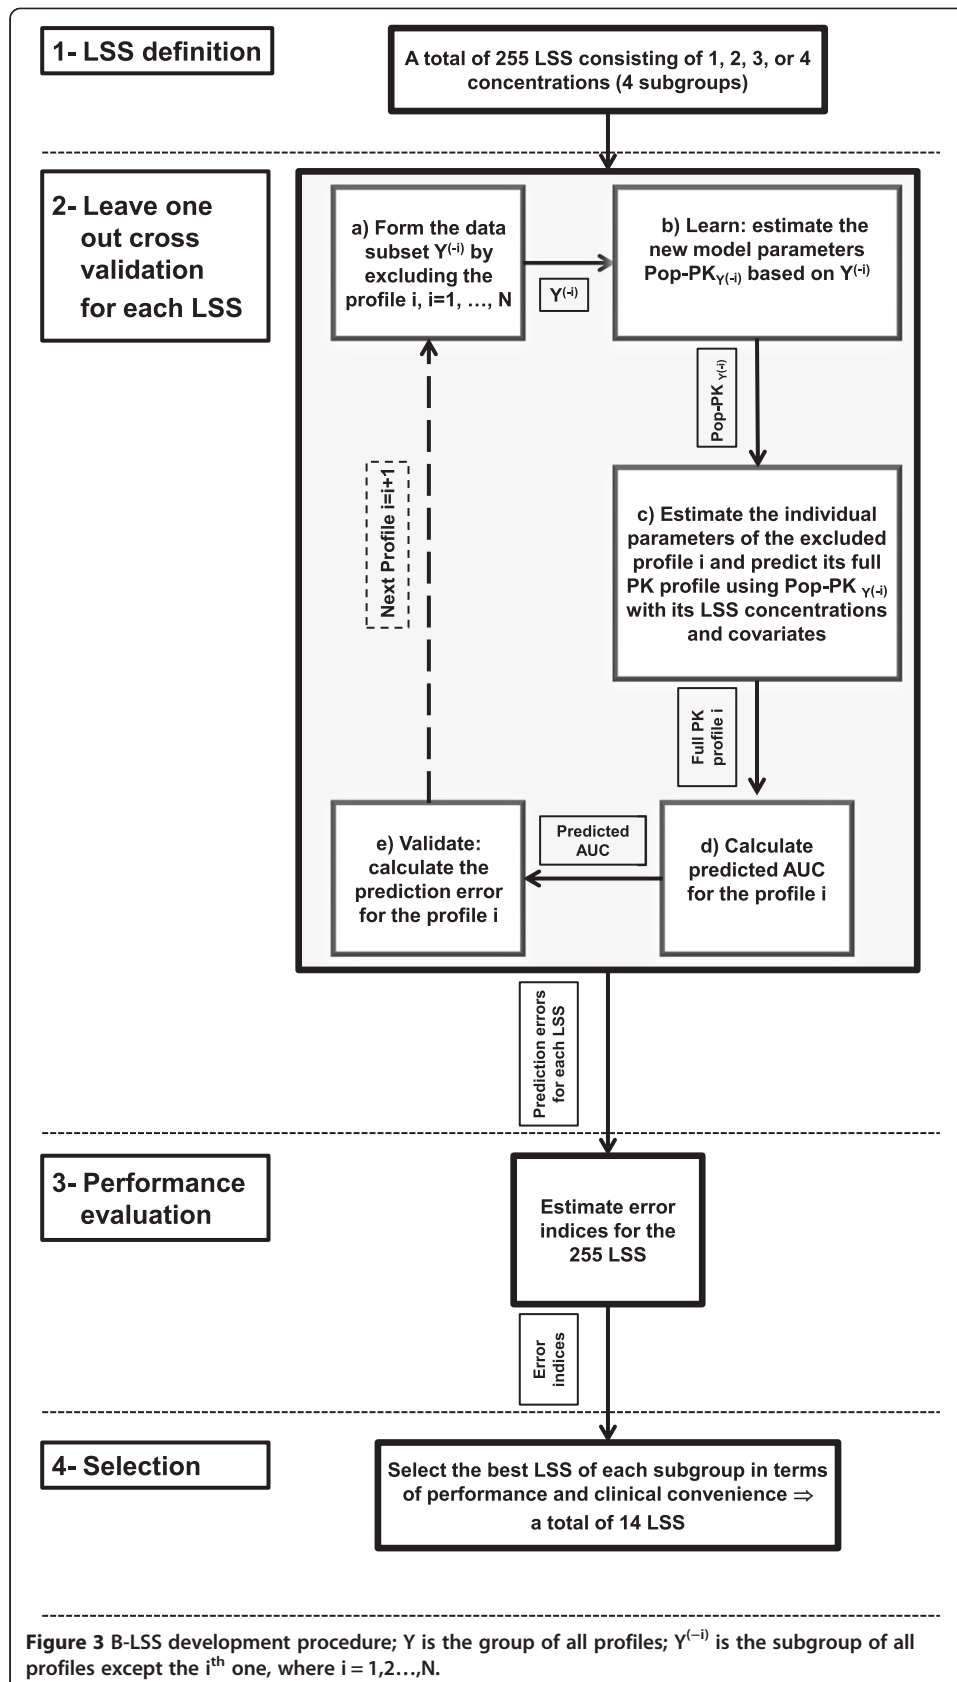 1- LSS definition
A total of 255 LSS consisting of 1, 2, 3, or 4
concentrations (4 subgroups)
2- Leave one
out cross
validation
for each LSS
a) Form the data
subset Y(-i) by
excluding the
profile i, i=1, ..., N
Y(-i)
b) Learn: estimate the
new model parameters
Pop-PKY(-i) based on Y(-i)
Pop-PK Y(-i)
Next Profile i=i+1
c) Estimate the individual
parameters of the excluded
profile i and predict its full
PK profile using Pop-PK Y(-i)
with its LSS concentrations
and covariates
Full PK
profile i
e) Validate:
calculate the
prediction error
for the profile i
Predicted
AUC
d) Calculate
predicted AUC
for the profile i
Prediction errors
for each LSS
3- Performance
evaluation
Estimate error
indices for the
255 LSS
Error
indices
4- Selection
Select the best LSS of each subgroup in terms
of performance and clinical convenience ⇒
a total of 14 LSS
Figure 3 B-LSS development procedure; Y is the group of all profiles; Y(−i) is the subgroup of all
profiles except the ith one, where i = 1,2...,N.